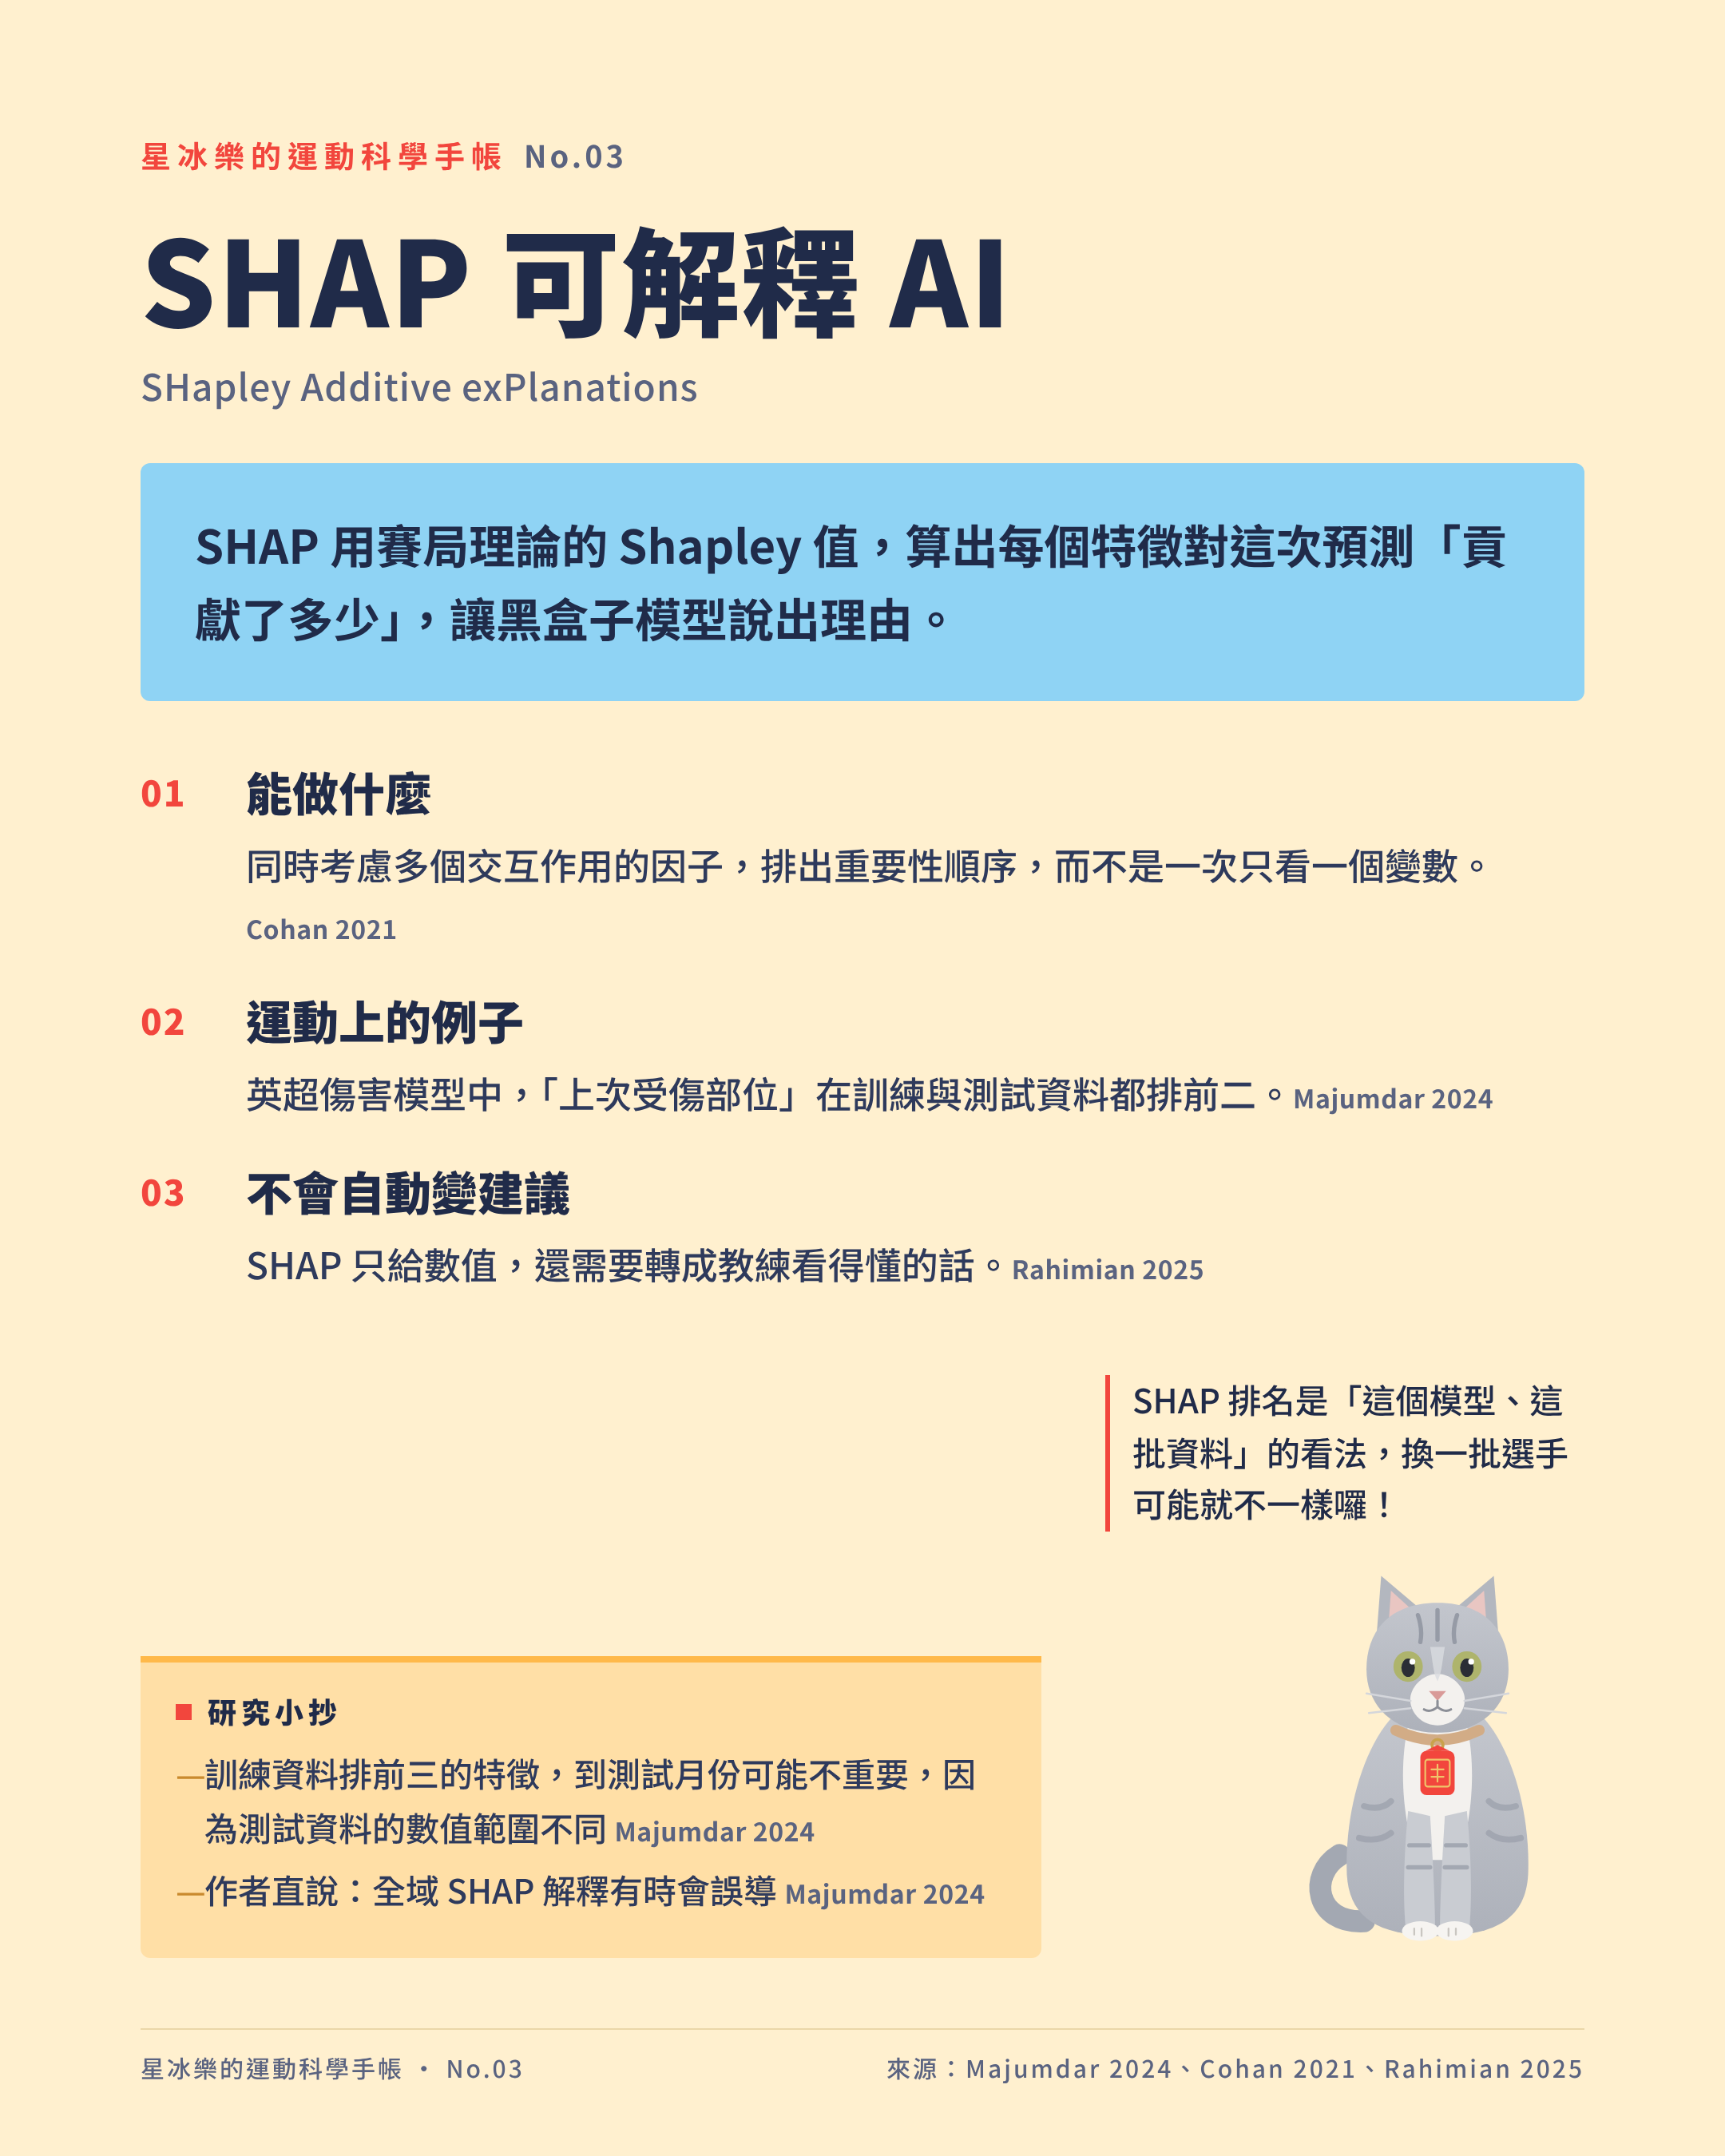 星冰樂的運動科學手帳 No.03
SHAP 可解釋 AI
SHapley Additive exPlanations
SHAP 用賽局理論的 Shapley 值，算出每個特徵對這次預測「貢
獻了多少」，讓黑盒子模型說出理由。
01 能做什麼
同時考慮多個交互作用的因子，排出重要性順序，而不是一次只看一個變數。
Cohan 2021
02 運動上的例子
英超傷害模型中，「上次受傷部位」在訓練與測試資料都排前二。Majumdar 2024
03 不會自動變建議
SHAP 只給數值，還需要轉成教練看得懂的話。Rahimian 2025
SHAP 排名是「這個模型、這
批資料」的看法，換一批選手
可能就不一樣囉！
研究小抄
—訓練資料排前三的特徵，到測試月份可能不重要，因
為測試資料的數值範圍不同 Majumdar 2024
—作者直說：全域 SHAP 解釋有時會誤導 Majumdar 2024
星冰樂的運動科學手帳 · No.03
來源：Majumdar 2024、Cohan 2021、Rahimian 2025